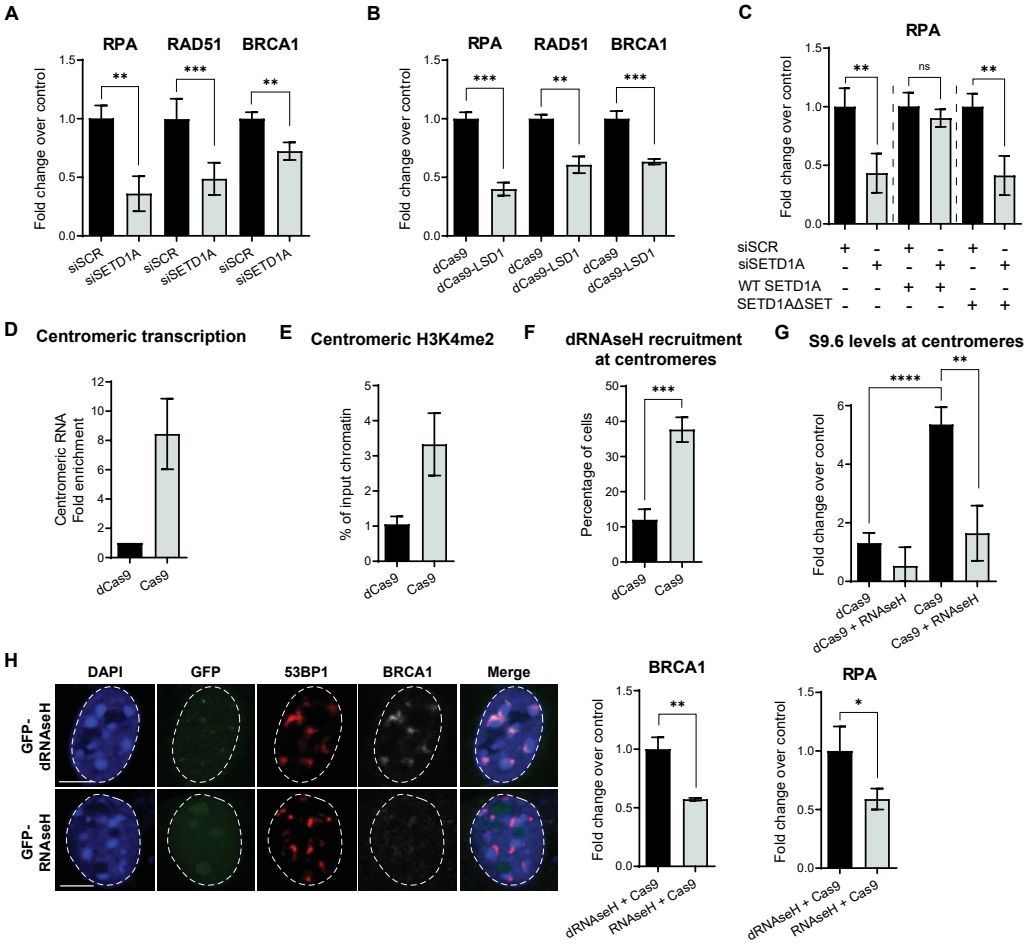 A
RPA RAD51 BRCA1
**
***
**
Fold change over control
1.5
1.0
0.5
0.0
siSCR
siSETD1A
siSCR
siSETD1A
siSCR
siSETD1A
B
RPA RAD51 BRCA1
***
**
***
Fold change over control
1.5
1.0
0.5
0.0
dCas9
dCas9-LSD1
dCas9
dCas9-LSD1
dCas9
dCas9-LSD1
C
RPA
**
ns
**
Fold change over control
1.5
1.0
0.5
0.0
siSCR + - + - + -
siSETD1A - + - + - +
WT SETD1A - - + + - -
SETD1AΔSET - - - - + +
D
Centromeric transcription
Centromeric RNA
Fold enrichment
12
10
8
6
4
2
0
dCas9
Cas9
E
Centromeric H3K4me2
% of input chromatin
5
4
3
2
1
0
dCas9
Cas9
F
dRNAseH recruitment
at centromeres
***
Percentage of cells
50
40
30
20
10
0
dCas9
Cas9
G
S9.6 levels at centromeres
****
**
Fold change over control
6
4
2
0
dCas9
dCas9 + RNAseH
Cas9
Cas9 + RNAseH
H
DAPI GFP 53BP1 BRCA1 Merge
GFP-
dRNAseH
GFP-
RNAseH
BRCA1
**
Fold change over control
1.5
1.0
0.5
0.0
dRNAseH + Cas9
RNAseH + Cas9
RPA
*
Fold change over control
1.5
1.0
0.5
0.0
dRNAseH + Cas9
RNAseH + Cas9